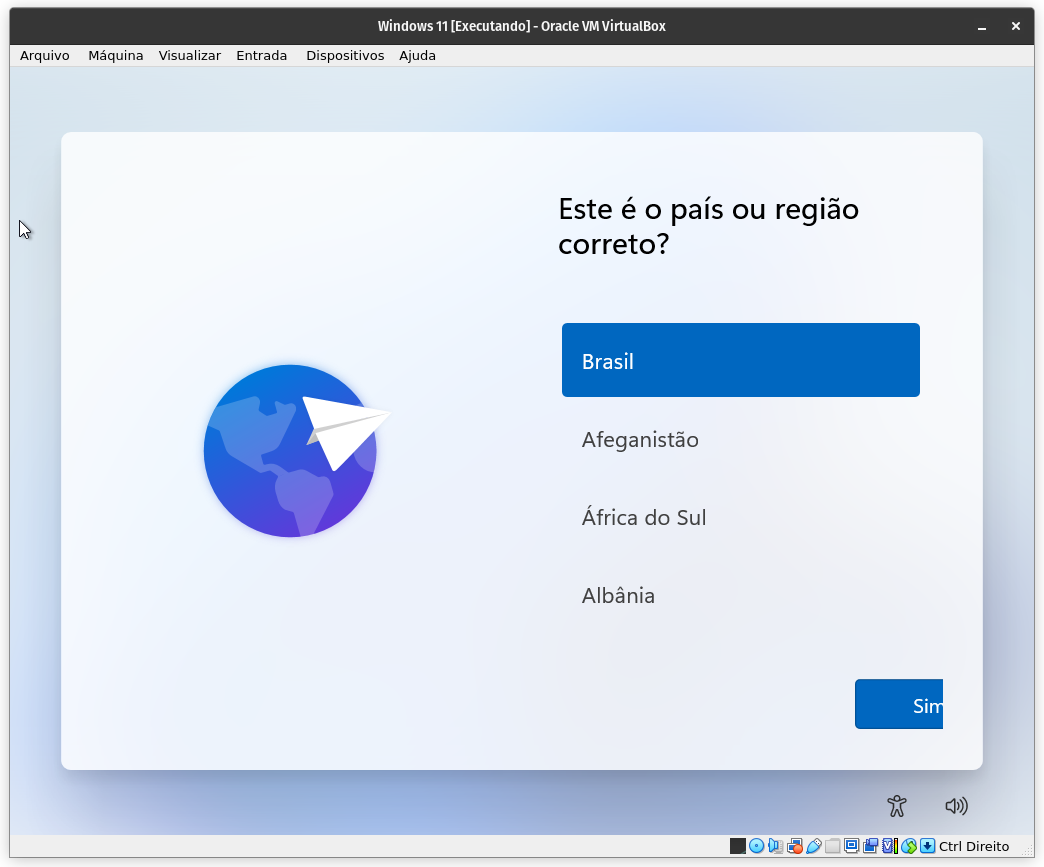 Windows 11 [Executando] - Oracle VM VirtualBox
Arquivo Máquina Visualizar Entrada Dispositivos Ajuda
Este é o país ou região
correto?
Brasil
Afeganistão
África do Sul
Albânia
Sim
Ctrl Direito